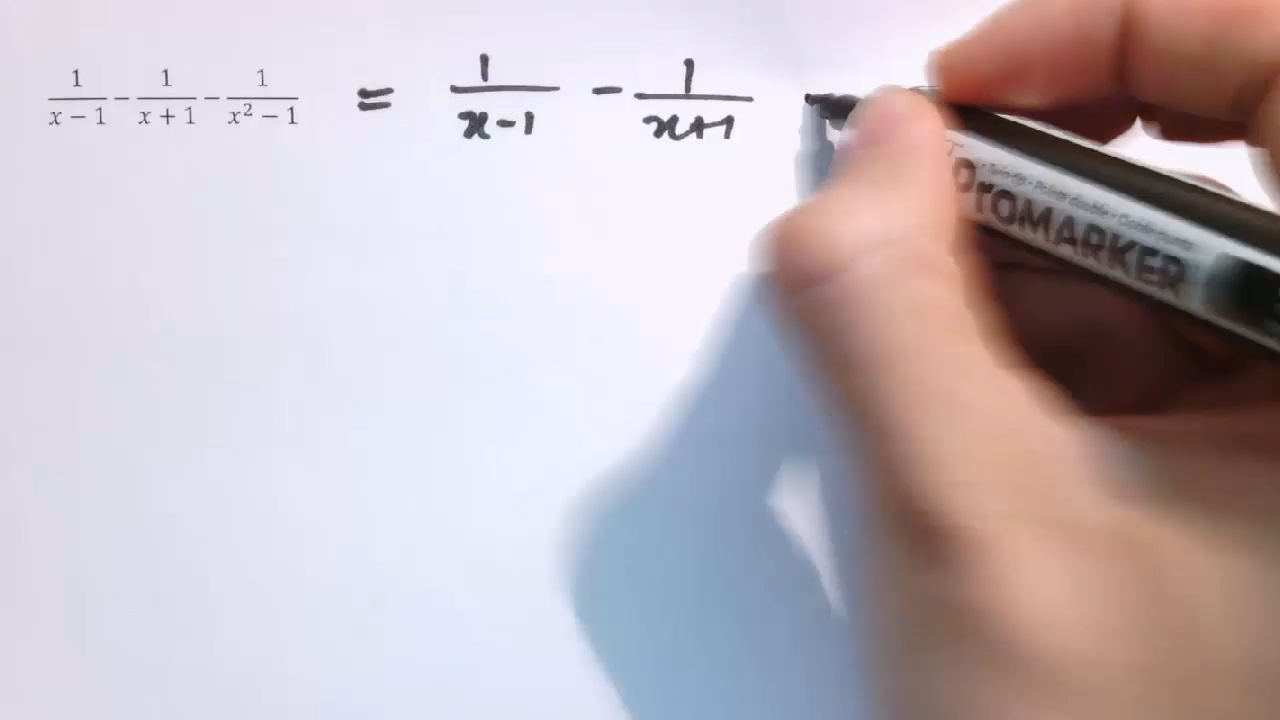 1/(x − 1) − 1/(x + 1) − 1/(x² − 1) = 1/(x-1) - 1/(x+1)
PROMARKER